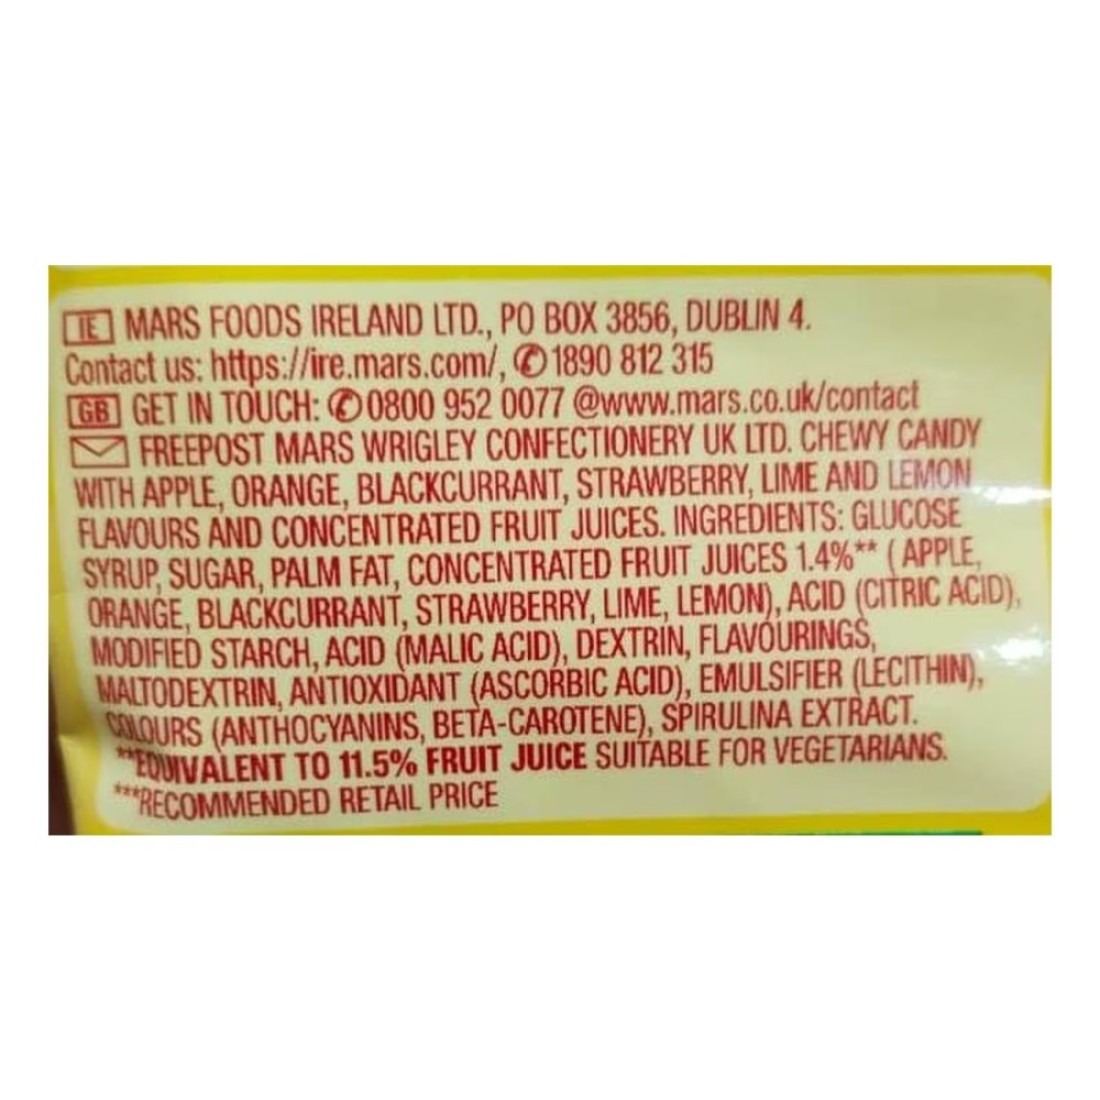 IE MARS FOODS IRELAND LTD., PO BOX 3856, DUBLIN 4.
Contact us: https://ire.mars.com/, ✆1890 812 315
GB GET IN TOUCH: ✆0800 952 0077 @www.mars.co.uk/contact
FREEPOST MARS WRIGLEY CONFECTIONERY UK LTD. CHEWY CANDY
WITH APPLE, ORANGE, BLACKCURRANT, STRAWBERRY, LIME AND LEMON
FLAVOURS AND CONCENTRATED FRUIT JUICES. INGREDIENTS: GLUCOSE
SYRUP, SUGAR, PALM FAT, CONCENTRATED FRUIT JUICES 1.4%** ( APPLE,
ORANGE, BLACKCURRANT, STRAWBERRY, LIME, LEMON), ACID (CITRIC ACID),
MODIFIED STARCH, ACID (MALIC ACID), DEXTRIN, FLAVOURINGS,
MALTODEXTRIN, ANTIOXIDANT (ASCORBIC ACID), EMULSIFIER (LECITHIN),
COLOURS (ANTHOCYANINS, BETA-CAROTENE), SPIRULINA EXTRACT.
**EQUIVALENT TO 11.5% FRUIT JUICE SUITABLE FOR VEGETARIANS.
***RECOMMENDED RETAIL PRICE